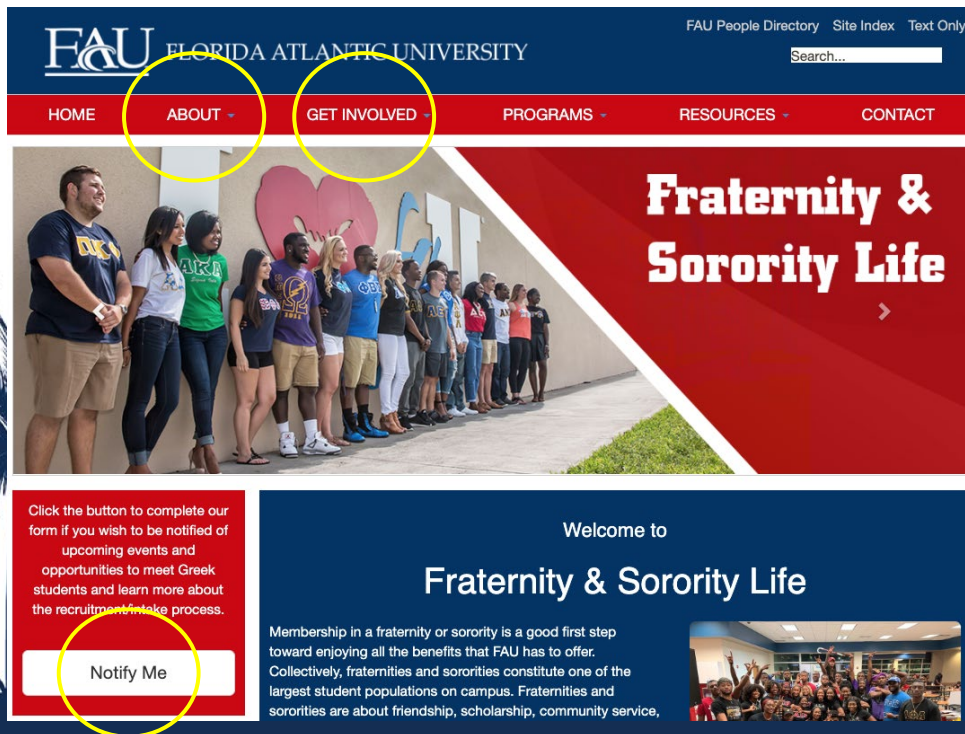 FAU People Directory Site Index Text Only
FAU FLORIDA ATLANTIC UNIVERSITY
Search...
HOME ABOUT GET INVOLVED PROGRAMS RESOURCES CONTACT
Fraternity &
Sorority Life
AKA
Click the button to complete our
form if you wish to be notified of
upcoming events and
opportunities to meet Greek
students and learn more about
the recruitment/intake process.
Notify Me
Welcome to
Fraternity & Sorority Life
Membership in a fraternity or sorority is a good first step
toward enjoying all the benefits that FAU has to offer.
Collectively, fraternities and sororities constitute one of the
largest student populations on campus. Fraternities and
sororities are about friendship, scholarship, community service,